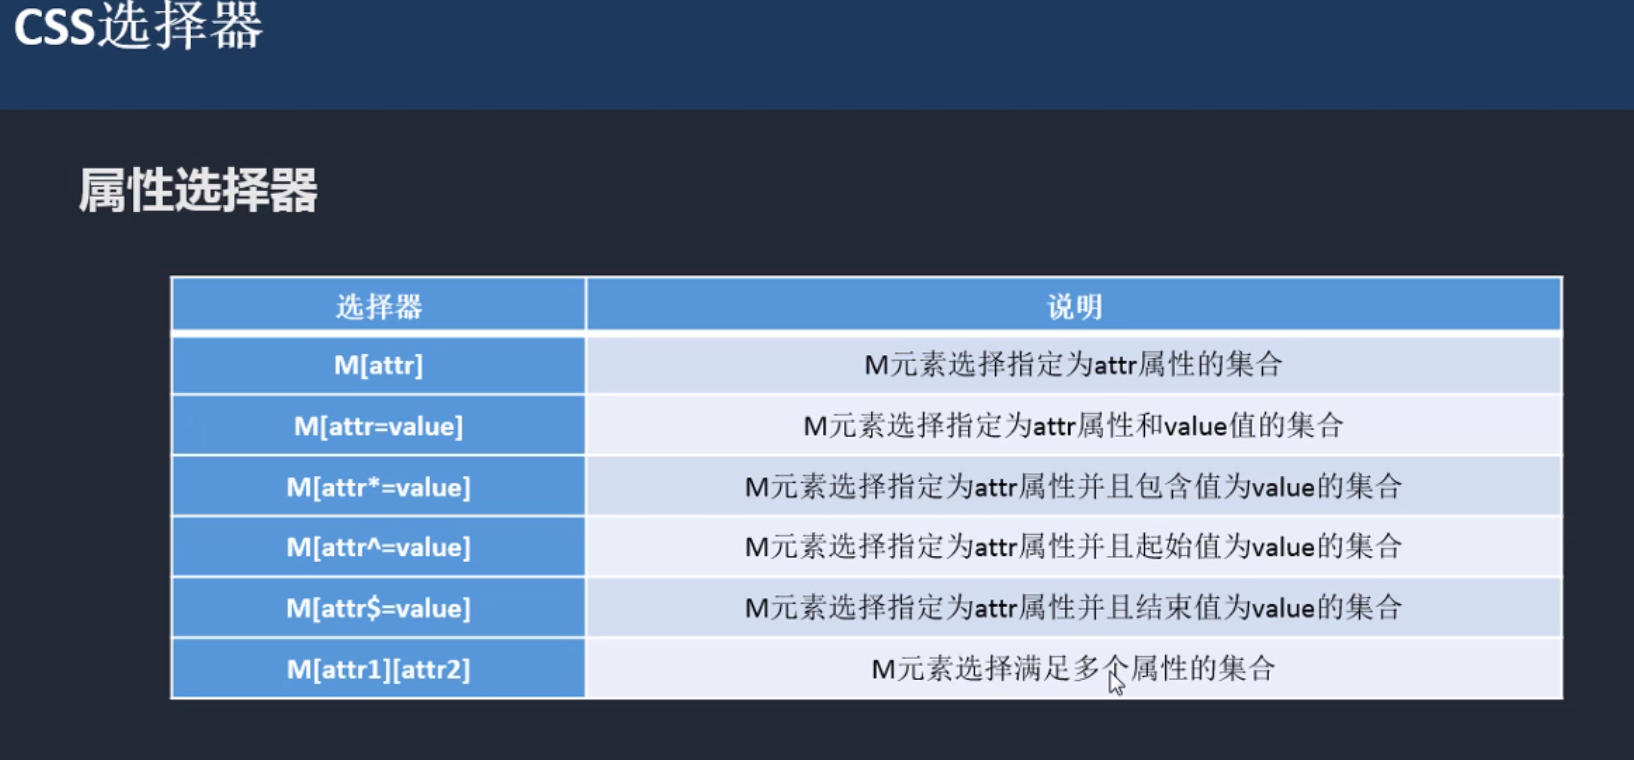 CSS选择器
属性选择器
选择器 说明
M[attr] M元素选择指定为attr属性的集合
M[attr=value] M元素选择指定为attr属性和value值的集合
M[attr*=value] M元素选择指定为attr属性并且包含值为value的集合
M[attr^=value] M元素选择指定为attr属性并且起始值为value的集合
M[attr$=value] M元素选择指定为attr属性并且结束值为value的集合
M[attr1][attr2] M元素选择满足多个属性的集合